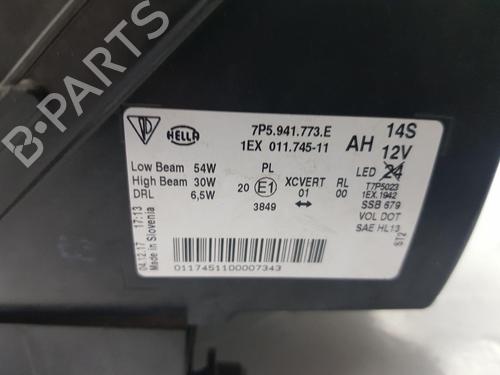 7P5.941.773.E
1EX 011.745-11
AH
14S
12V
HELLA
Low Beam 54W
High Beam 30W
DRL 6,5W
PL
20 E1
3849
XCVERT RL
01 00
LED 24
T7P5023
1EX.1942
SSB 679
VOL DOT
SAE HL13
ST2
04.12.17 17:13
Made in Slovenia
0117451100007343
B-PARTS